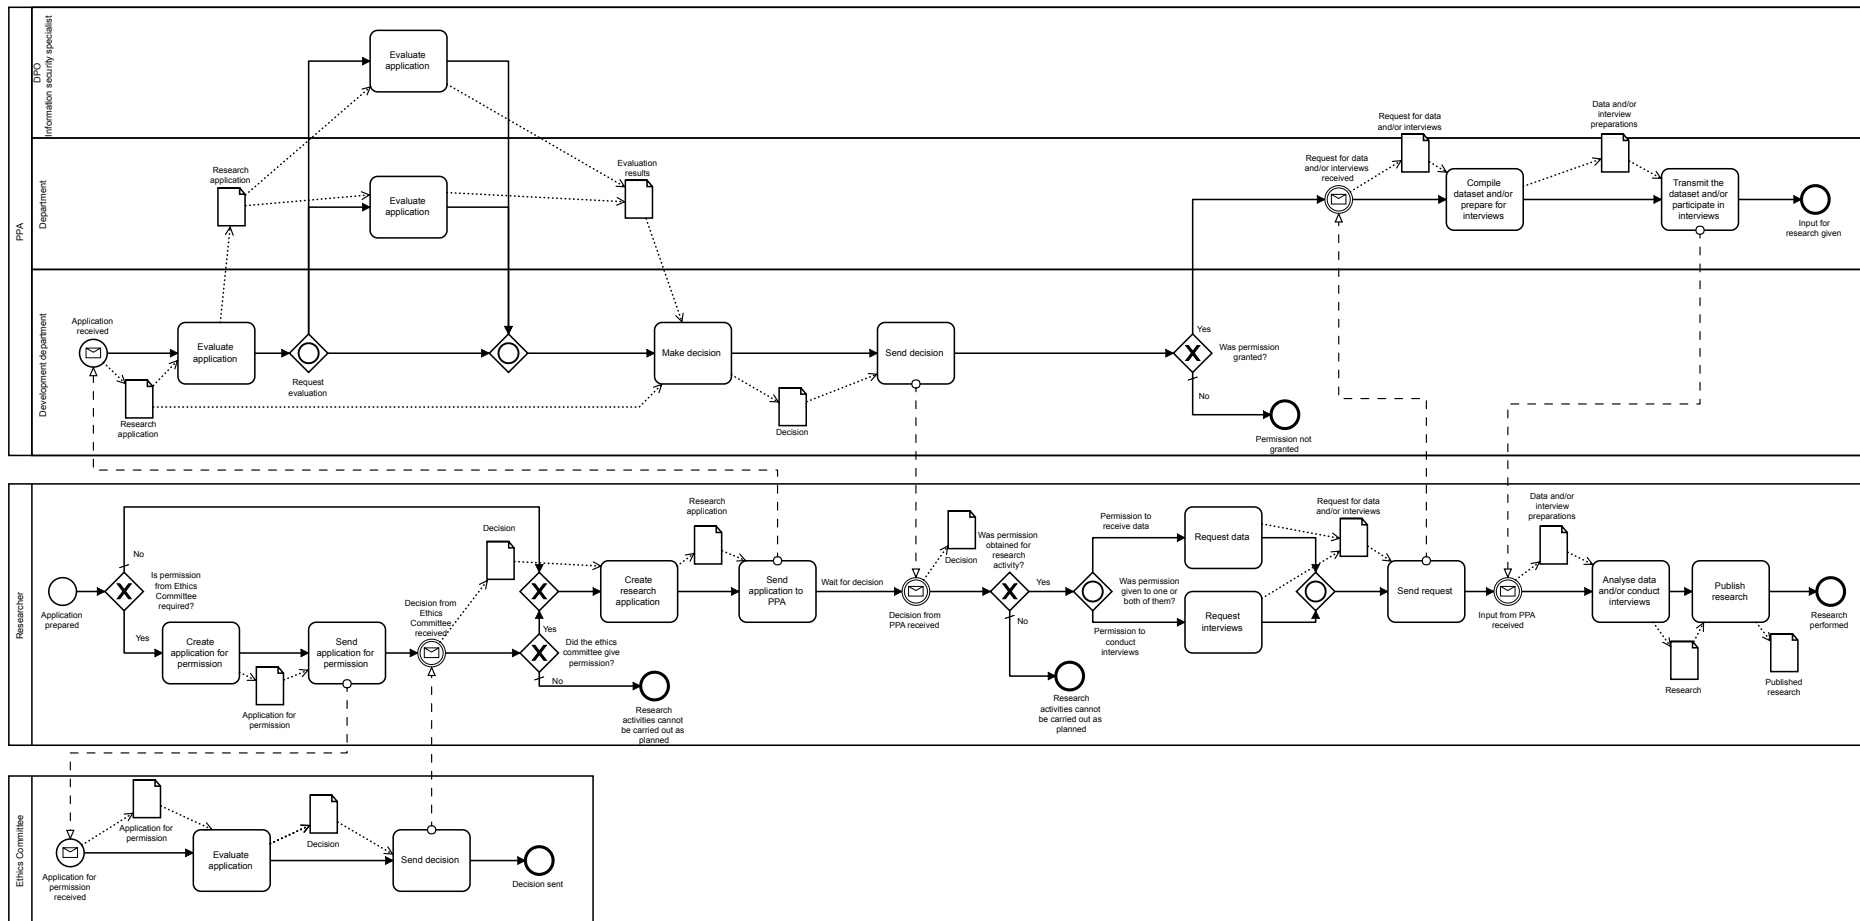 PPA
DPO
Information security specialist
Evaluate
application
Department
Research
application
Evaluate
application
Evaluation
results
Request for data
and/or interviews
received
Request for data
and/or interviews
Compile
dataset and/or
prepare for
interviews
Data and/or
interview
preparations
Transmit the
dataset and/or
participate in
interviews
Input for
research given
Development department
Application
received
Research
application
Evaluate
application
Request
evaluation
Make decision
Decision
Send decision
Was permission
granted?
Yes
No
Permission not
granted
Researcher
Application
prepared
No
Is permission
from Ethics
Committee
required?
Yes
Create
application for
permission
Application for
permission
Send
application for
permission
Decision from
Ethics
Committee
received
Decision
Yes
Did the ethics
committee give
permission?
No
Research
activities cannot
be carried out as
planned
Create
research
application
Research
application
Send
application to
PPA
Wait for decision
Decision from
PPA received
Decision
Was permission
obtained for
research
activity?
Yes
No
Research
activities cannot
be carried out as
planned
Permission to
receive data
Was permission
given to one or
both of them?
Permission to
conduct
interviews
Request data
Request
interviews
Request for data
and/or interviews
Send request
Input from PPA
received
Data and/or
interview
preparations
Analyse data
and/or conduct
interviews
Research
Publish
research
Published
research
Research
performed
Ethics Committee
Application for
permission
received
Application for
permission
Evaluate
application
Decision
Send decision
Decision sent